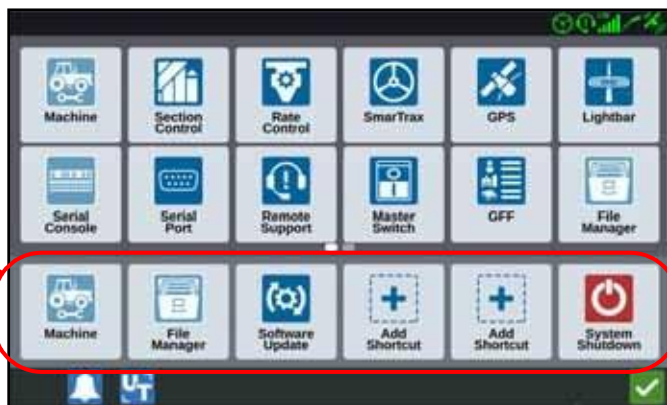 Machine
Section
Control
Rate
Control
SmarTrax
GPS
Lightbar
Serial
Console
Serial
Port
Remote
Support
Master
Switch
GFF
File
Manager
Machine
File
Manager
Software
Update
Add
Shortcut
Add
Shortcut
System
Shutdown
UT